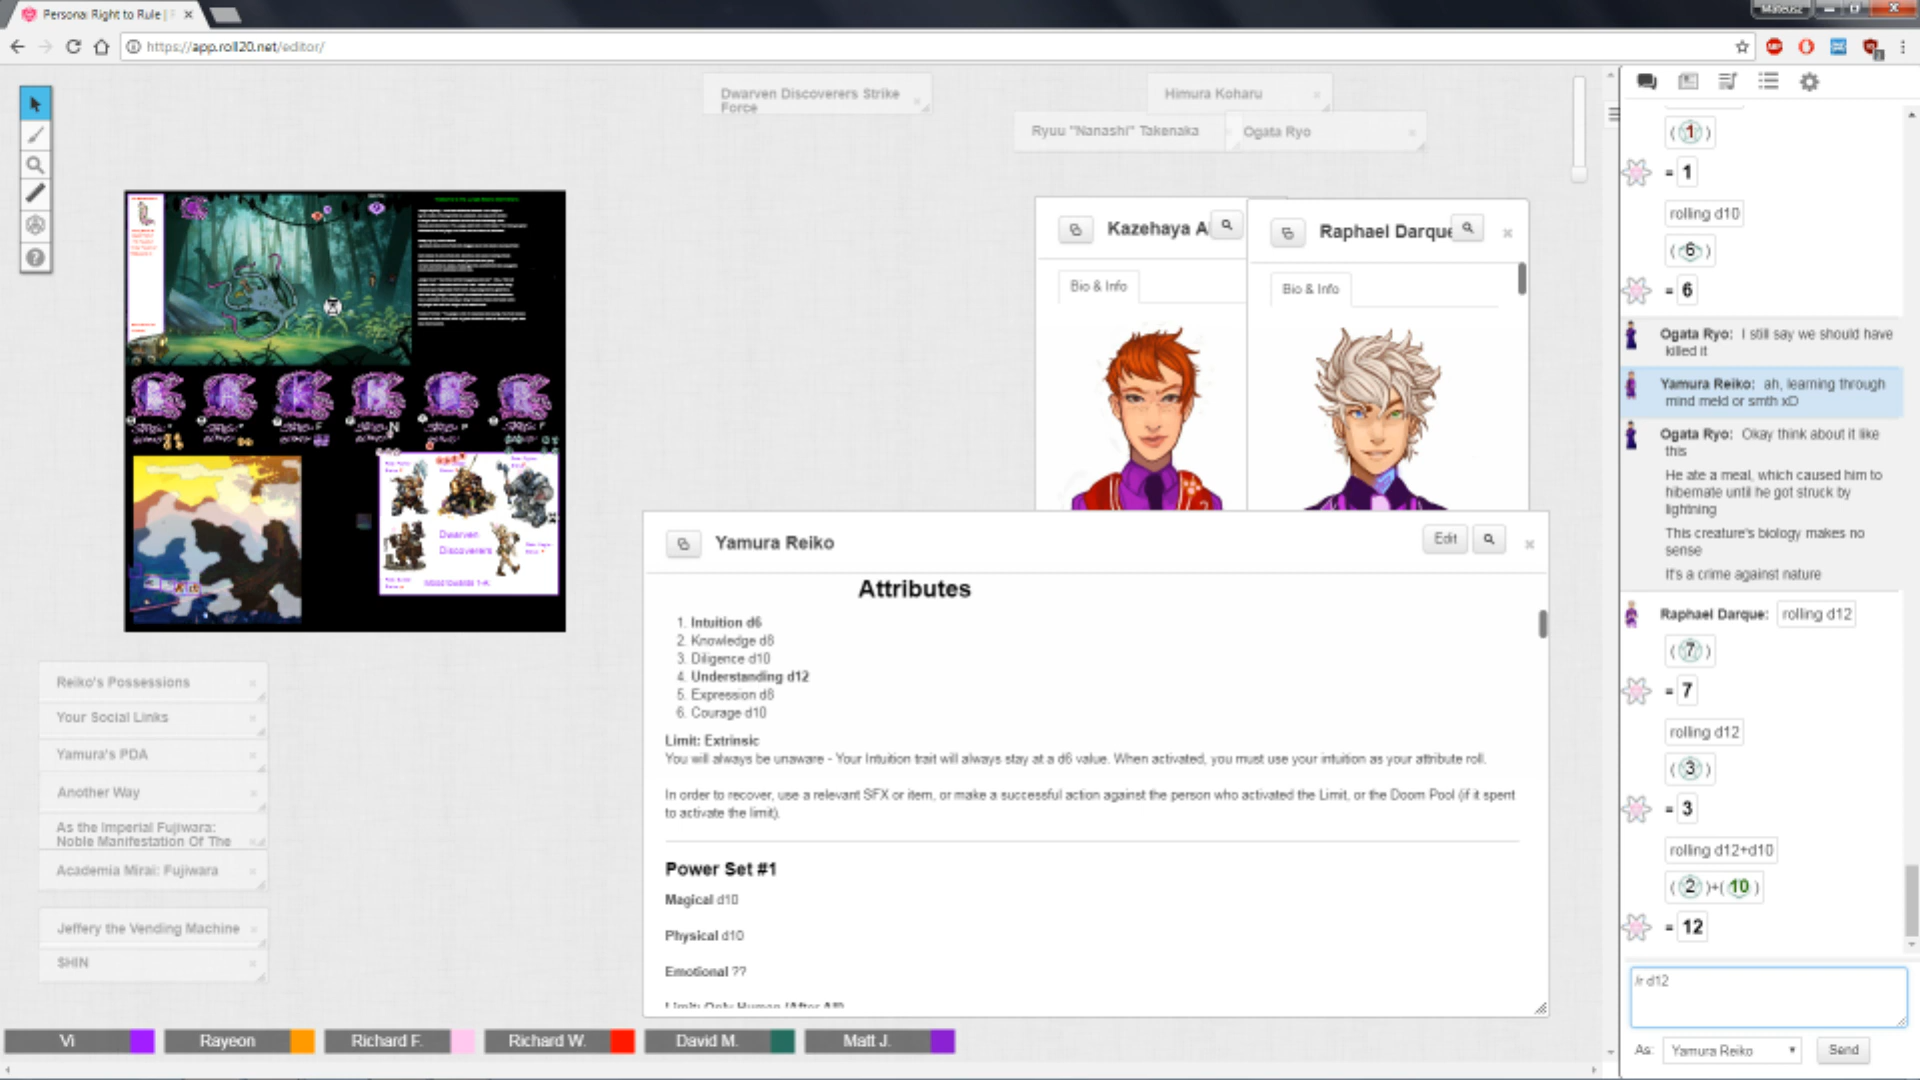 Persona: Right to Rule |
Mateusz
https://app.roll20.net/editor/
Dwarven Discoverers Strike
Force
Himura Koharu
Ryuu "Nanashi" Takenaka
Ogata Ryo
Kazehaya A
Raphael Darque
Bio & Info
Bio & Info
Dwarven
Discoverers
Yamura Reiko
Edit
Attributes
1. Intuition d6
2. Knowledge d8
3. Diligence d10
4. Understanding d12
5. Expression d8
6. Courage d10
Limit: Extrinsic
You will always be unaware - Your Intuition trait will always stay at a d6 value. When activated, you must use your intuition as your attribute roll.
In order to recover, use a relevant SFX or item, or make a successful action against the person who activated the Limit, or the Doom Pool (if it spent
to activate the limit).
Power Set #1
Magical d10
Physical d10
Emotional ??
Limit: Only Human (After All)
Reiko's Possessions
Your Social Links
Yamura's PDA
Another Way
As the Imperial Fujiwara:
Noble Manifestation Of The
Academia Mirai: Fujiwara
Jeffery the Vending Machine
SHIN
Vi
Rayeon
Richard F.
Richard W.
David M.
Matt J.
(1)
= 1
rolling d10
(6)
= 6
Ogata Ryo: I still say we should have
killed it
Yamura Reiko: ah, learning through
mind meld or smth xD
Ogata Ryo: Okay think about it like
this
He ate a meal, which caused him to
hibernate until he got struck by
lightning
This creature's biology makes no
sense
It's a crime against nature
Raphael Darque: rolling d12
(7)
= 7
rolling d12
(3)
= 3
rolling d12+d10
(2)+(10)
= 12
/r d12
As: Yamura Reiko
Send